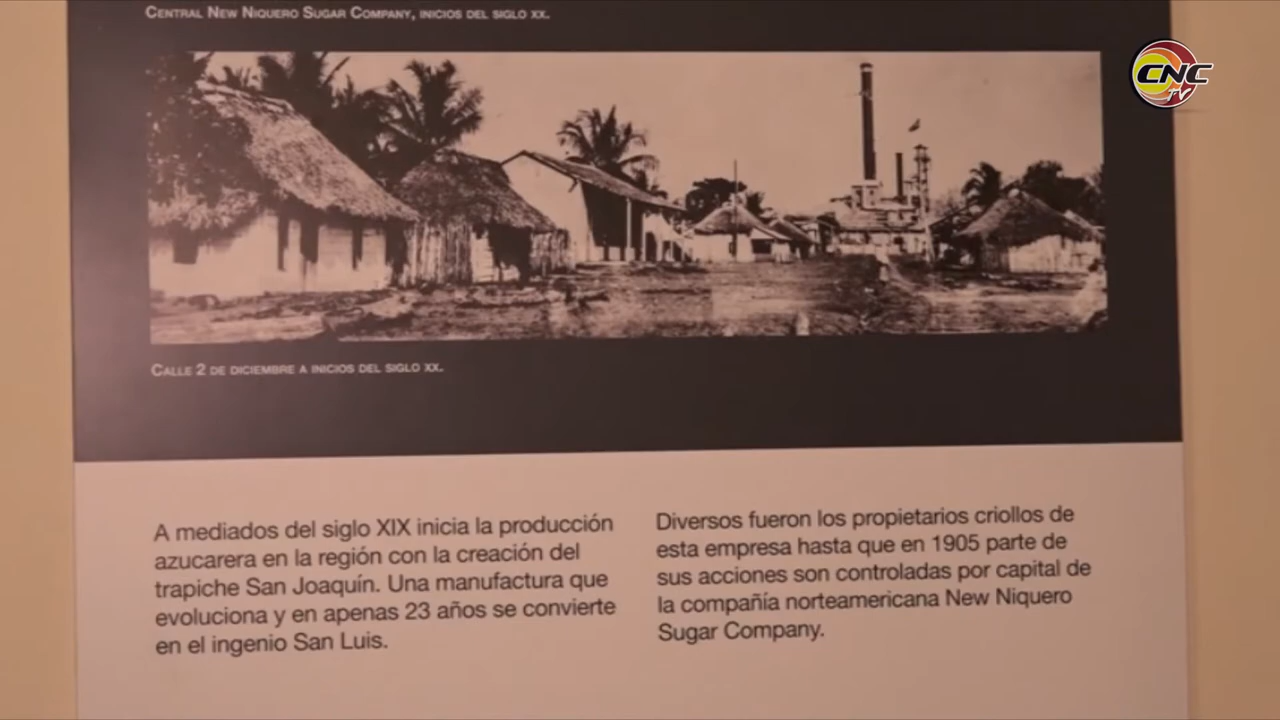 Central New Niquero Sugar Company, inicios del siglo xx.
CNC
TV
Calle 2 de diciembre a inicios del siglo xx.
A mediados del siglo XIX inicia la producción
azucarera en la región con la creación del
trapiche San Joaquín. Una manufactura que
evoluciona y en apenas 23 años se convierte
en el ingenio San Luis.
Diversos fueron los propietarios criollos de
esta empresa hasta que en 1905 parte de
sus acciones son controladas por capital de
la compañía norteamericana New Niquero
Sugar Company.